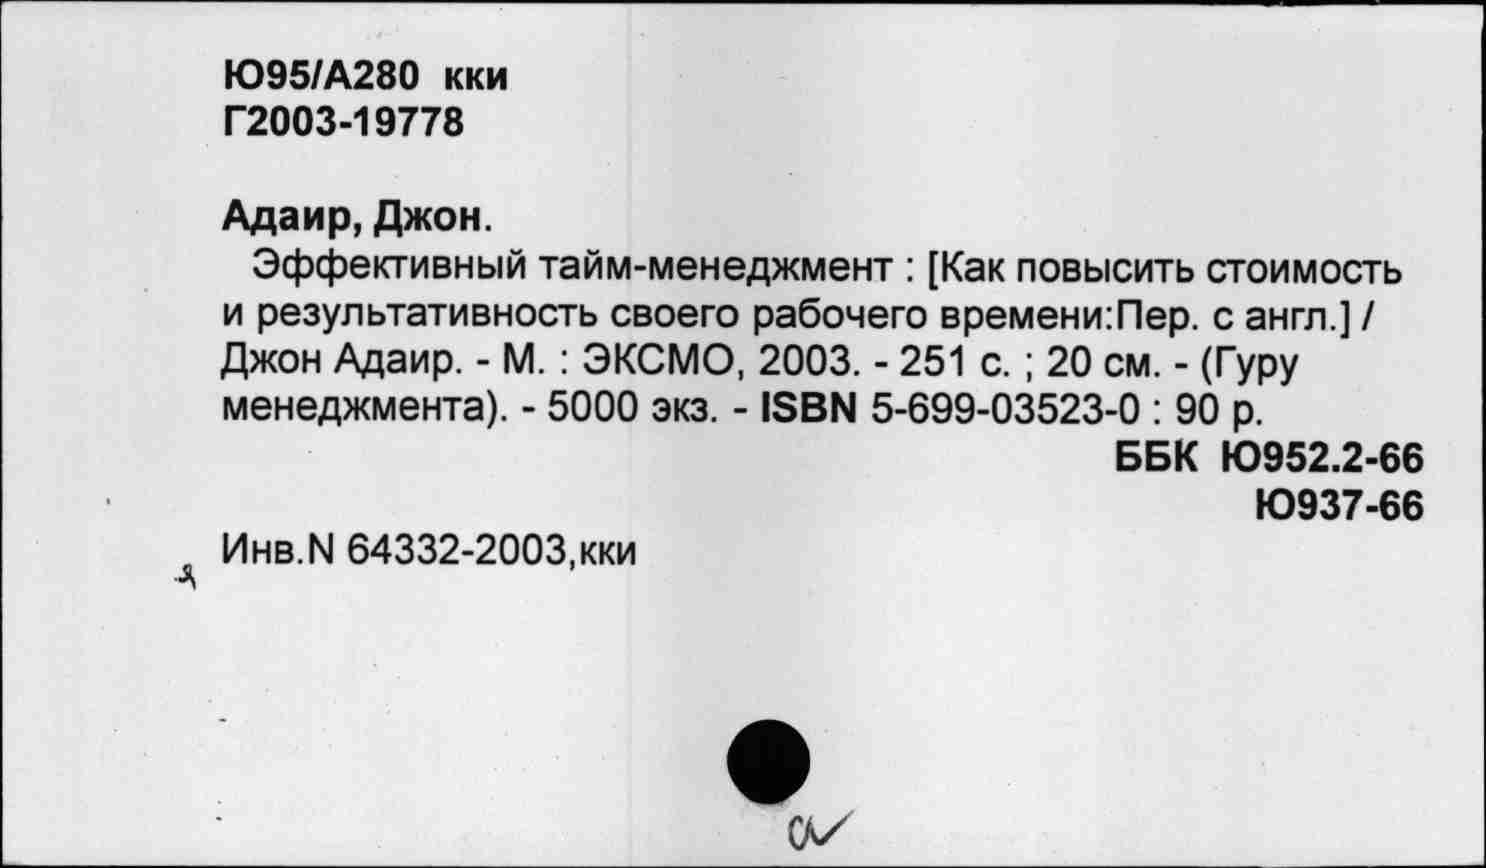 Ю95/А280 кки
Г2003-19778
Адаир, Джон.
Эффективный тайм-менеджмент : [Как повысить стоимость
и результативность своего рабочего времени:Пер. с англ.] /
Джон Адаир. - М. : ЭКСМО, 2003. - 251 с. ; 20 см. - (Гуру
менеджмента). - 5000 экз. - ISBN 5-699-03523-0 : 90 р.
ББК Ю952.2-66
Ю937-66
Инв.N 64332-2003,кки